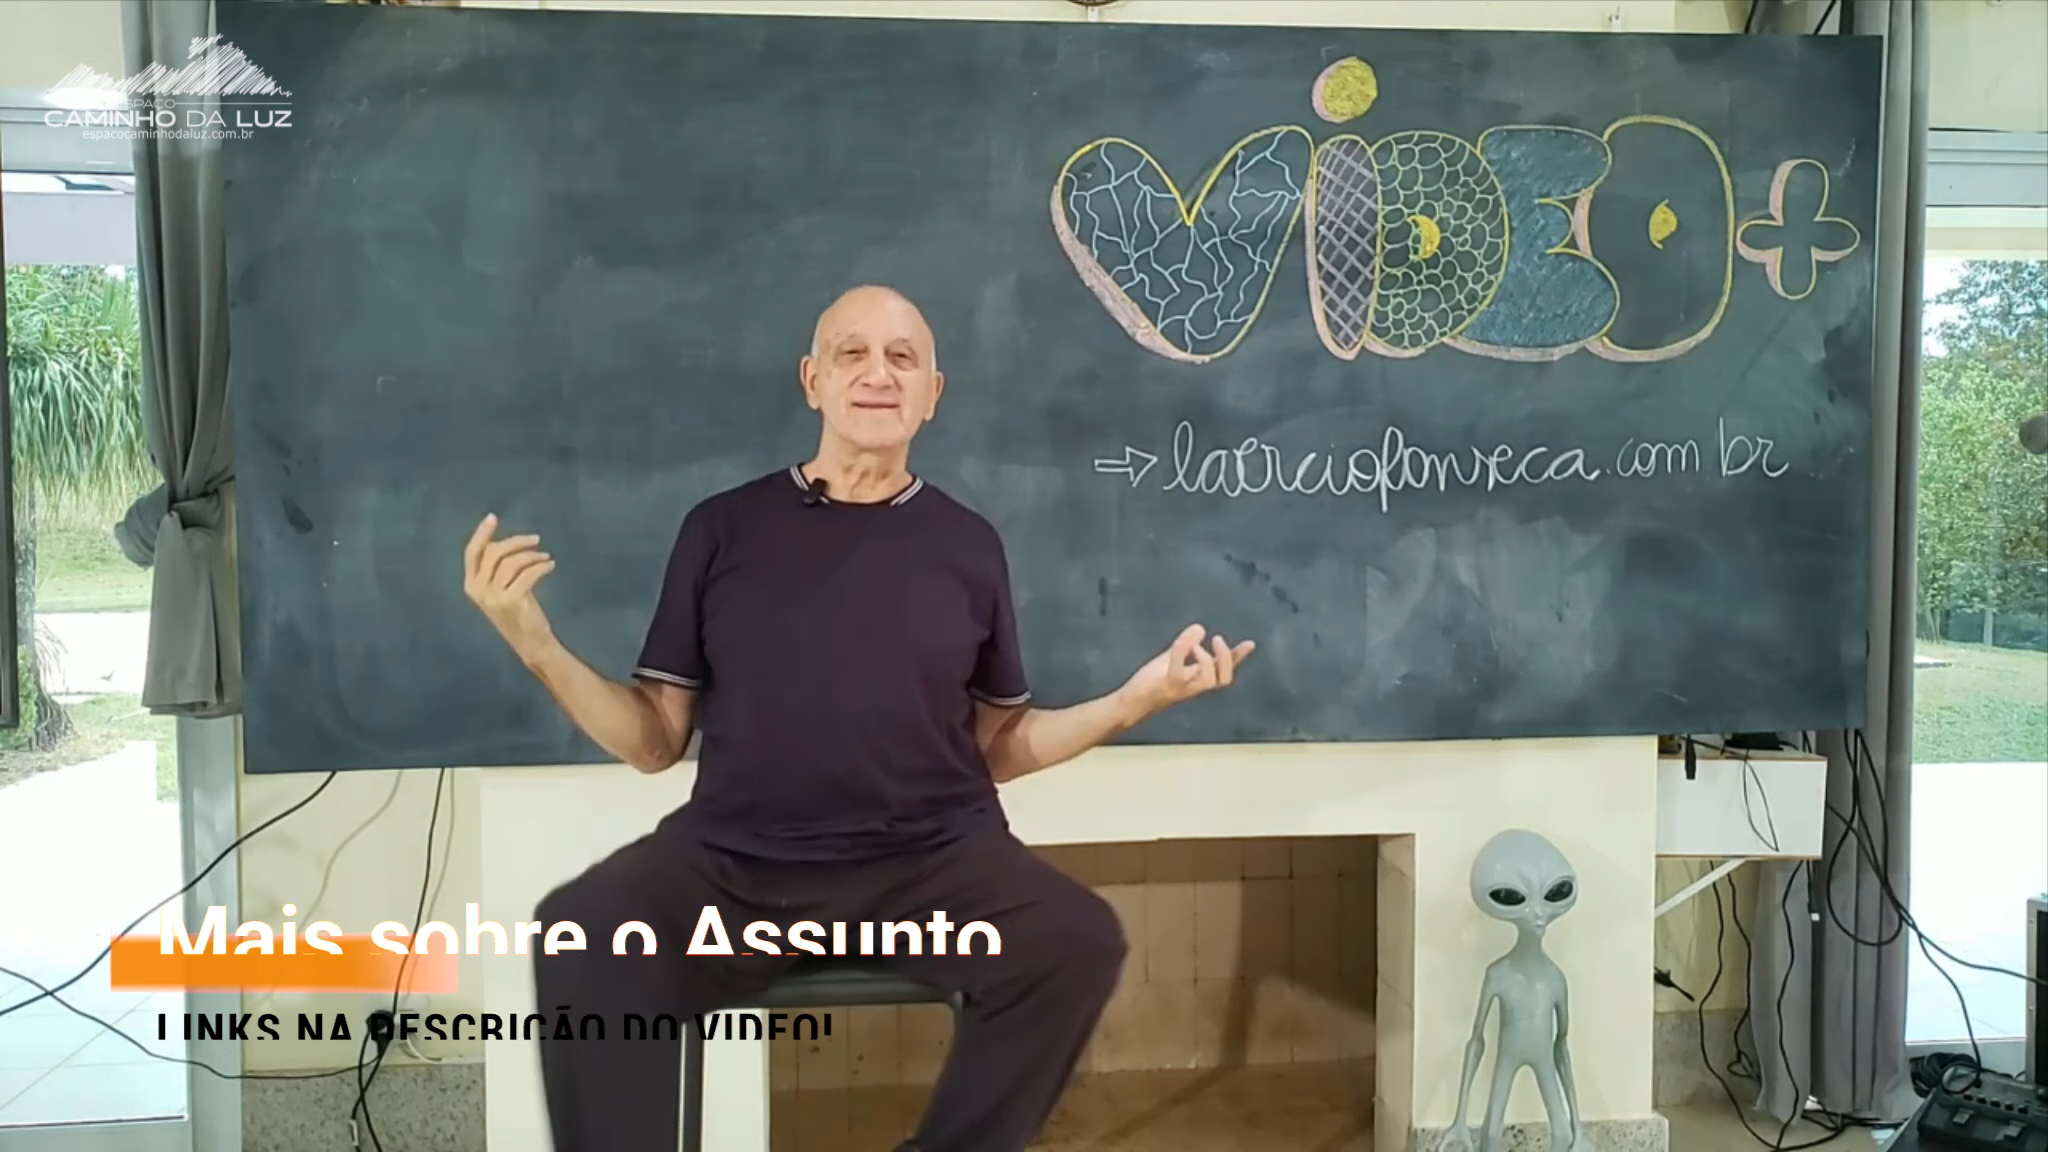 ESPAÇO
CAMINHO DA LUZ
espacocaminhodaluz.com.br
ViDEO+
⇒ laerciofonseca.com br
Mais sobre o Assunto
LINKS NA DESCRIÇÃO DO VIDEO!